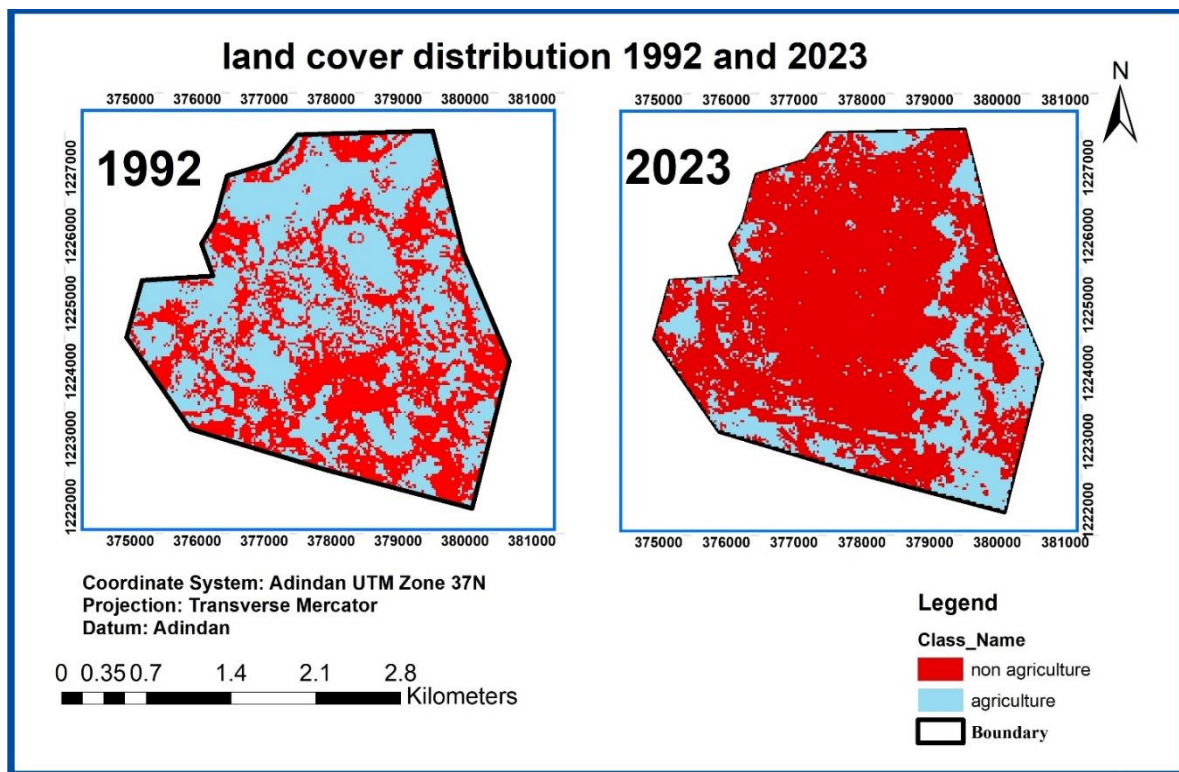 land cover distribution 1992 and 2023
N
375000 376000 377000 378000 379000 380000 381000
375000 376000 377000 378000 379000 380000 381000
1992
2023
1227000
1226000
1225000
1224000
1223000
1222000
1227000
1226000
1225000
1224000
1223000
1222000
375000 376000 377000 378000 379000 380000 381000
375000 376000 377000 378000 379000 380000 381000
Coordinate System: Adindan UTM Zone 37N
Projection: Transverse Mercator
Datum: Adindan
0 0.35 0.7 1.4 2.1 2.8
Kilometers
Legend
Class_Name
non agriculture
agriculture
Boundary